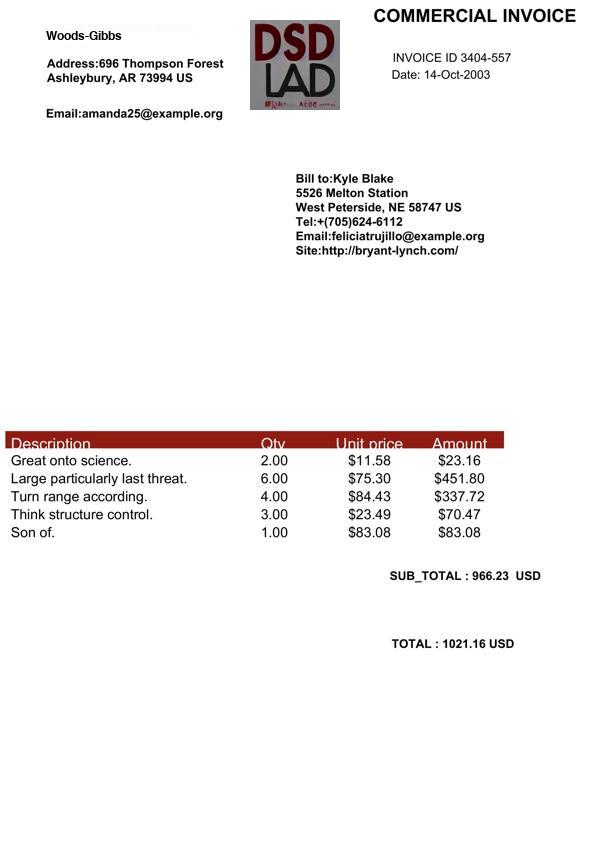 COMMERCIAL INVOICE
Woods-Gibbs
Address:696 Thompson Forest
Ashleybury, AR 73994 US
Email:amanda25@example.org
DSD
LAD
INVOICE ID 3404-557
Date: 14-Oct-2003
Bill to:Kyle Blake
5526 Melton Station
West Peterside, NE 58747 US
Tel:+(705)624-6112
Email:feliciatrujillo@example.org
Site:http://bryant-lynch.com/
Description Qty Unit price Amount
Great onto science. 2.00 $11.58 $23.16
Large particularly last threat. 6.00 $75.30 $451.80
Turn range according. 4.00 $84.43 $337.72
Think structure control. 3.00 $23.49 $70.47
Son of. 1.00 $83.08 $83.08
SUB_TOTAL : 966.23 USD
TOTAL : 1021.16 USD